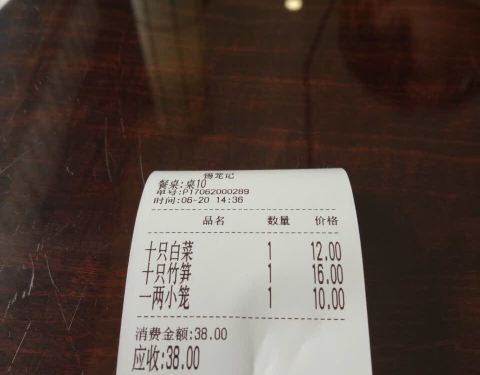 餐桌:桌10
单号:P17062000289
时间:06-20 14:36
品名 数量 价格
十只白菜 1 12.00
十只竹笋 1 16.00
一两小笼 1 10.00
消费金额:38.00
应收:38.00